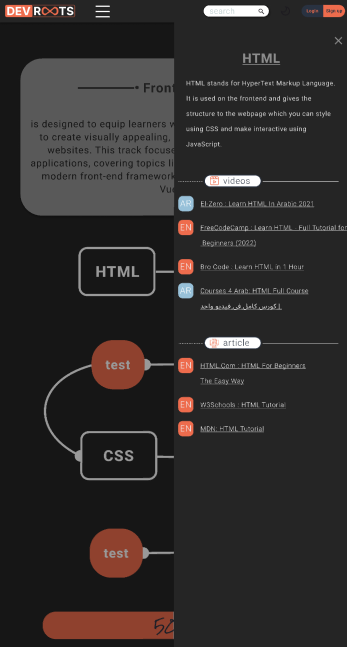 DEV ROOTS
search
Login
Sign up
Fron
is designed to equip learners w
to create visually appealing,
websites. This track focuse
applications, covering topics li
modern front-end framework
Vu
HTML
test
CSS
test
50
HTML
HTML stands for HyperText Markup Language.
It is used on the frontend and gives the
structure to the webpage which you can style
using CSS and make interactive using
JavaScript.
videos
AR El-Zero : Learn HTML In Arabic 2021
EN FreeCodeCamp : Learn HTML - Full Tutorial for
Beginners (2022)
EN Bro Code : Learn HTML in 1 Hour
AR Courses 4 Arab: HTML Full Course
| كورس كامل في فيديو واحد
article
EN HTML.Com : HTML For Beginners
The Easy Way
EN W3Schools : HTML Tutorial
EN MDN: HTML Tutorial